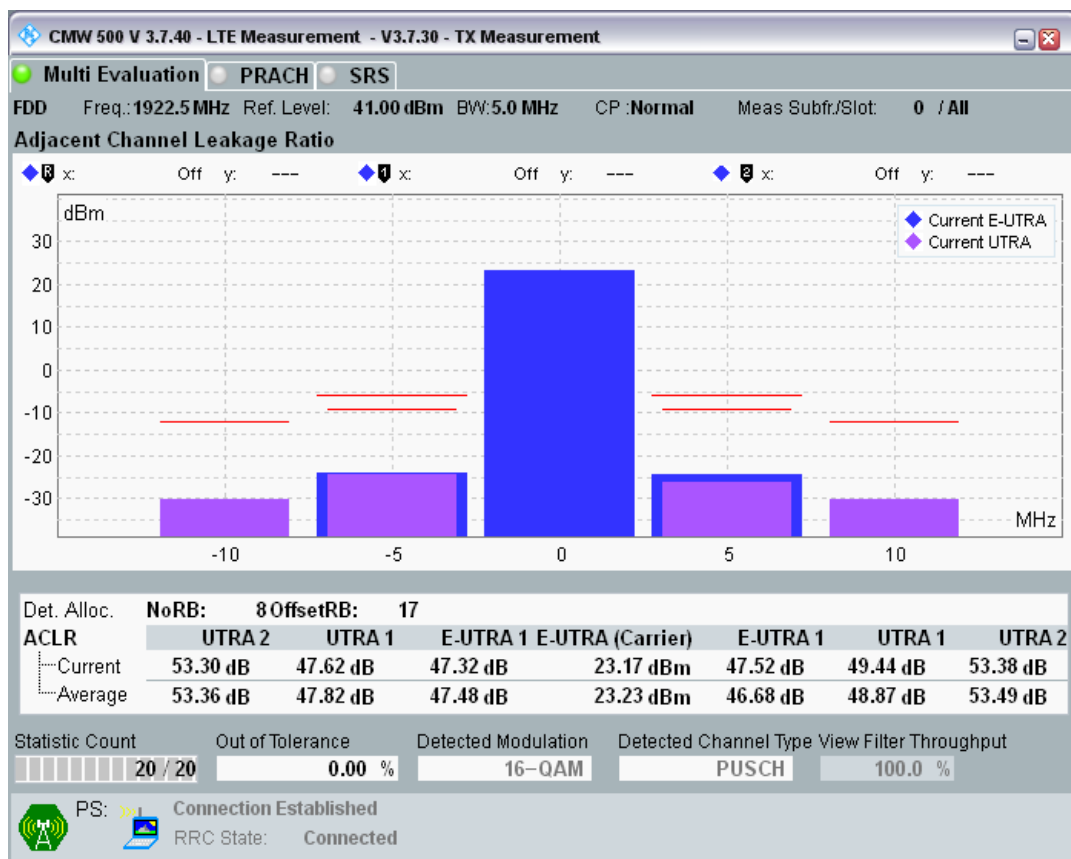 CMW 500 V 3.7.40 - LTE Measurement - V3.7.30 - TX Measurement
Multi Evaluation PRACH SRS
FDD Freq.: 1922.5 MHz Ref. Level: 41.00 dBm BW: 5.0 MHz CP : Normal Meas Subfr./Slot: 0 / All
Adjacent Channel Leakage Ratio
R x: Off y: --- 1 x: Off y: --- 2 x: Off y: ---
dBm
Current E-UTRA
Current UTRA
30
20
10
0
-10
-20
-30
MHz
-10 -5 0 5 10
Det. Alloc. NoRB: 8 OffsetRB: 17
ACLR UTRA 2 UTRA 1 E-UTRA 1 E-UTRA (Carrier) E-UTRA 1 UTRA 1 UTRA 2
Current 53.30 dB 47.62 dB 47.32 dB 23.17 dBm 47.52 dB 49.44 dB 53.38 dB
Average 53.36 dB 47.82 dB 47.48 dB 23.23 dBm 46.68 dB 48.87 dB 53.49 dB
Statistic Count Out of Tolerance Detected Modulation Detected Channel Type View Filter Throughput
20 / 20 0.00 % 16-QAM PUSCH 100.0 %
PS: Connection Established
RRC State: Connected